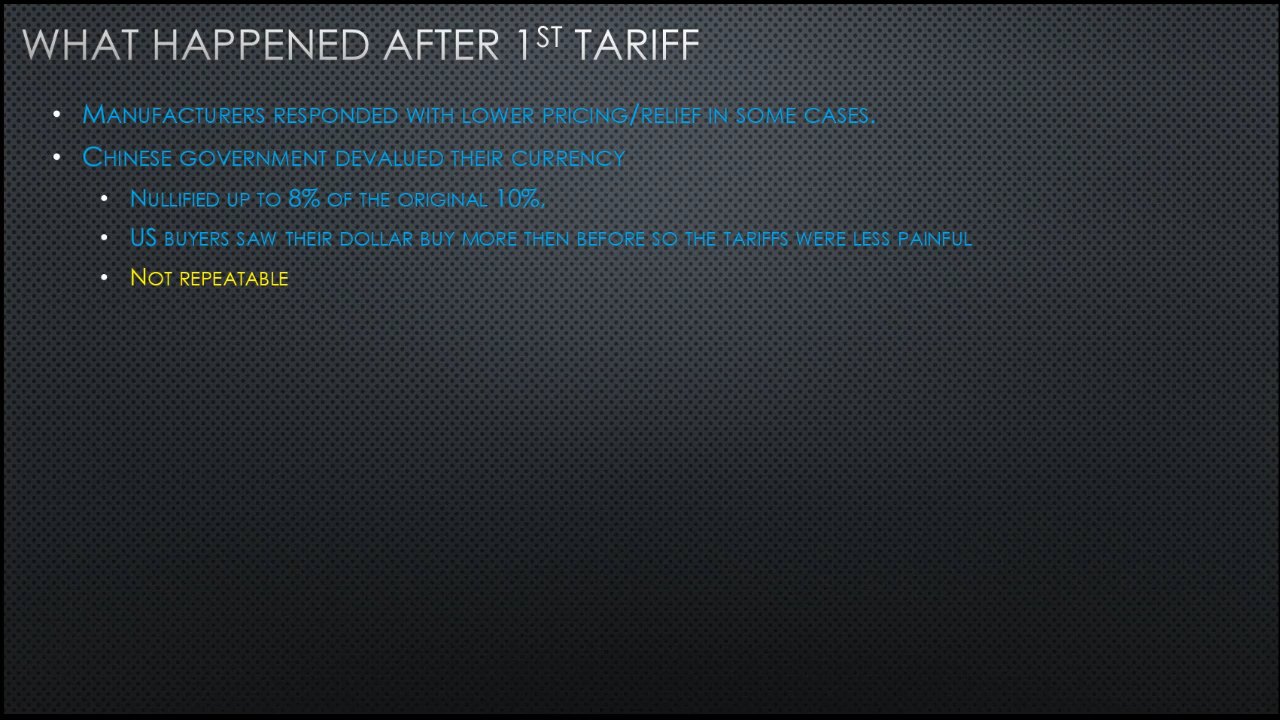 WHAT HAPPENED AFTER 1ST TARIFF
• MANUFACTURERS RESPONDED WITH LOWER PRICING/RELIEF IN SOME CASES.
• CHINESE GOVERNMENT DEVALUED THEIR CURRENCY
• NULLIFIED UP TO 8% OF THE ORIGINAL 10%,
• US BUYERS SAW THEIR DOLLAR BUY MORE THEN BEFORE SO THE TARIFFS WERE LESS PAINFUL
• NOT REPEATABLE